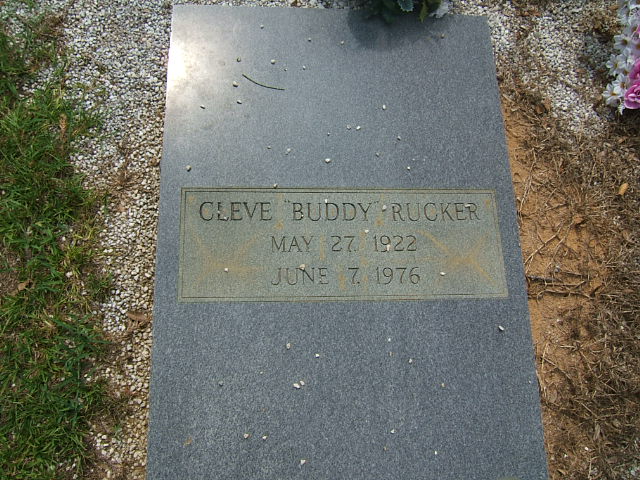 CLEVE "BUDDY" RUCKER
MAY 27, 1922
JUNE 7, 1976